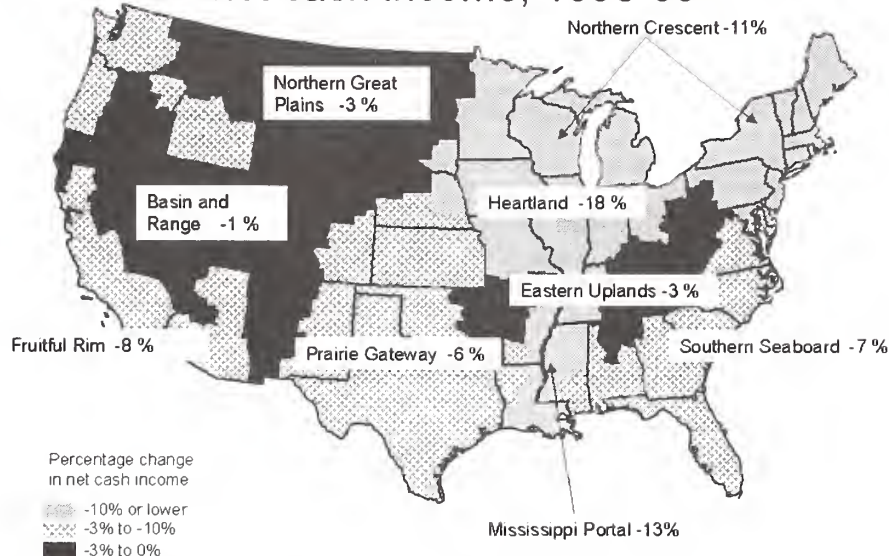 Northern Crescent -11%
Northern Great
Plains -3 %
Basin and
Range -1 %
Heartland -18 %
Eastern Uplands -3 %
Fruitful Rim -8 %
Prairie Gateway -6 %
Southern Seaboard -7 %
Percentage change
in net cash income
-10% or lower
-3% to -10%
-3% to 0%
Mississippi Portal -13%